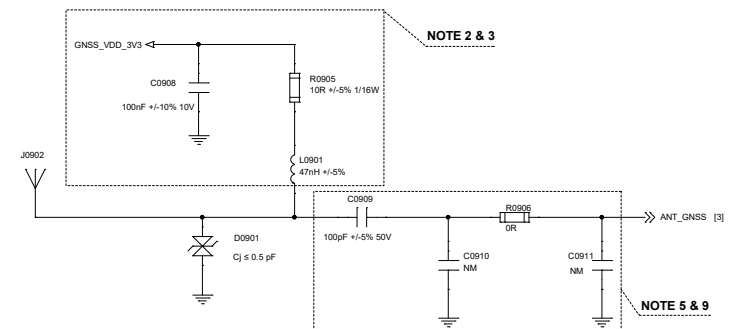 NOTE 2 & 3
GNSS_VDD_3V3
C0908
100nF +/-10% 10V
R0905
10R +/-5% 1/16W
L0901
47nH +/-5%
J0902
C0909
100pF +/-5% 50V
R0906
0R
ANT_GNSS [3]
D0901
Cj ≤ 0.5 pF
C0910
NM
C0911
NM
NOTE 5 & 9